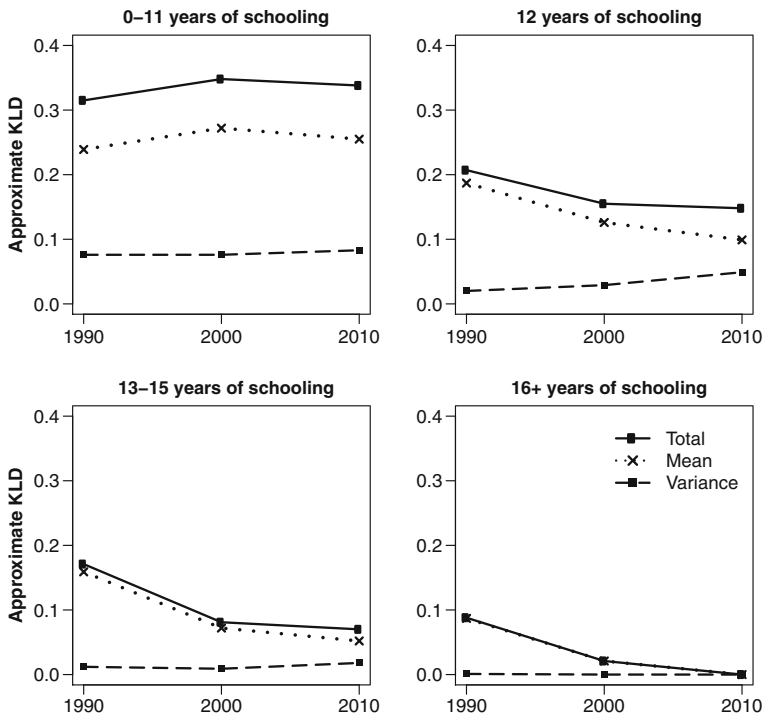 0–11 years of schooling
12 years of schooling
Approximate KLD
0.4
0.3
0.2
0.1
0.0
1990 2000 2010
0.4
0.3
0.2
0.1
0.0
1990 2000 2010
13–15 years of schooling
16+ years of schooling
Approximate KLD
0.4
0.3
0.2
0.1
0.0
1990 2000 2010
0.4
0.3
0.2
0.1
0.0
Total
Mean
Variance
1990 2000 2010